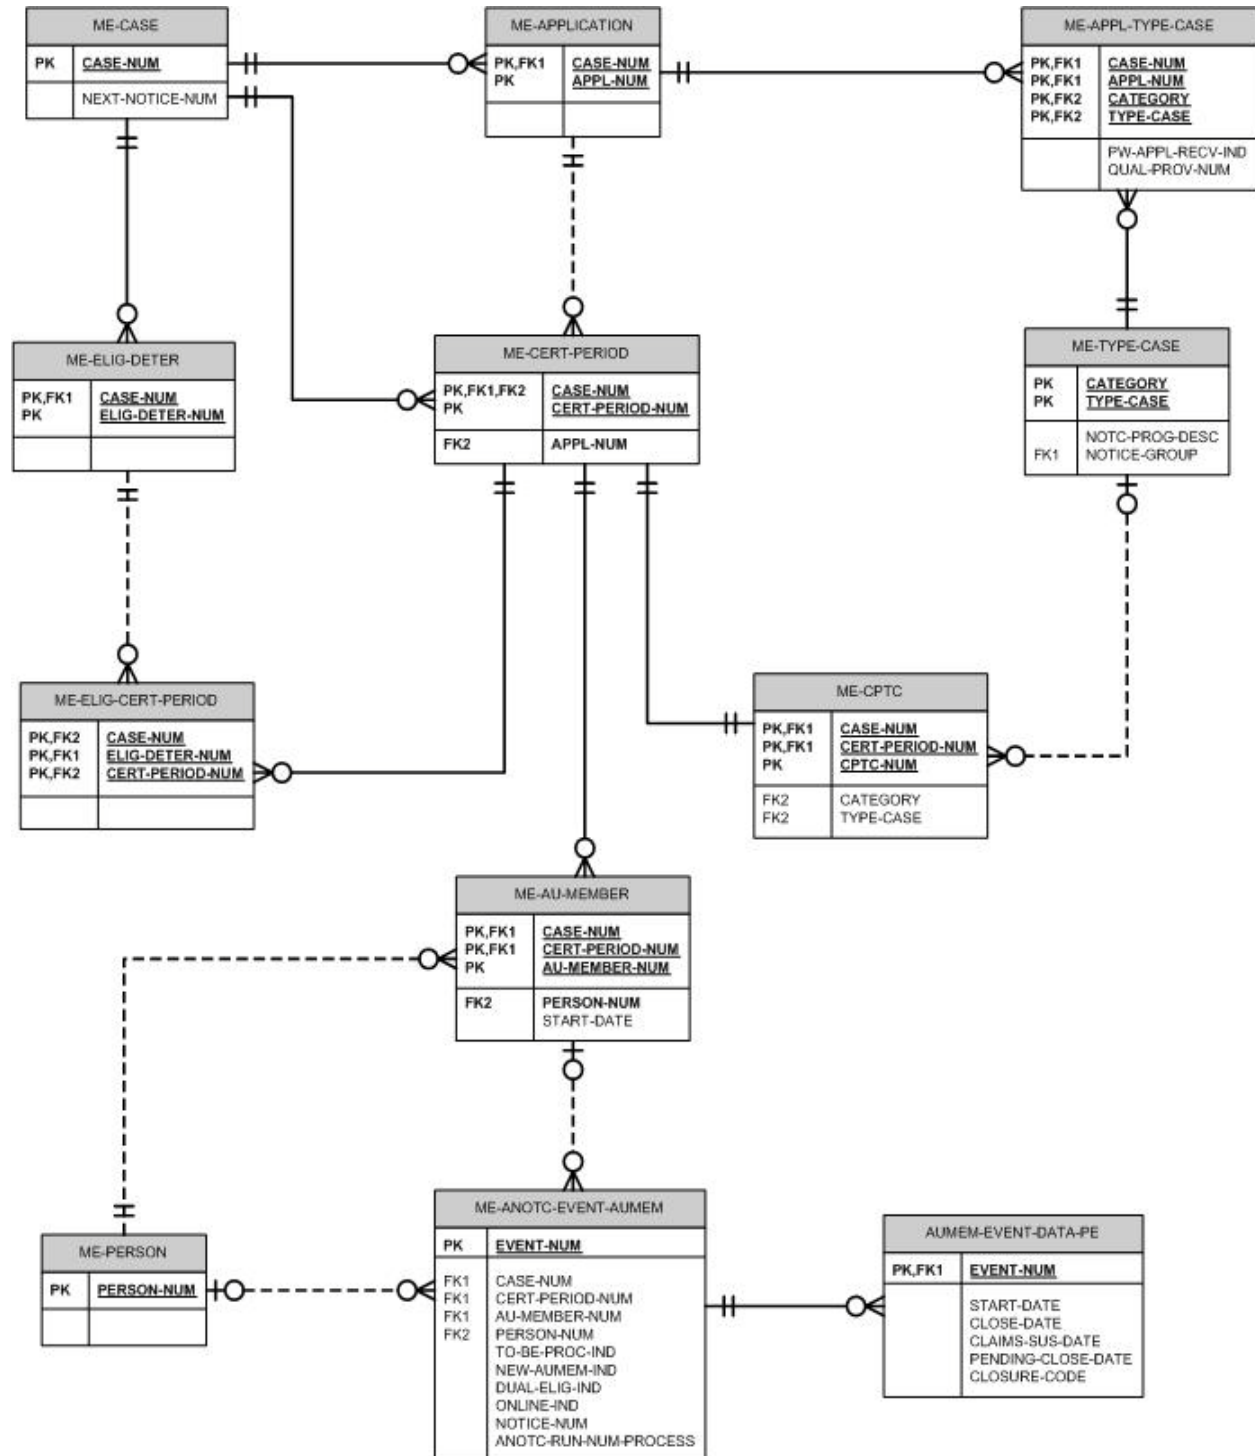 ME-CASE
PK CASE-NUM
NEXT-NOTICE-NUM
ME-APPLICATION
PK,FK1 CASE-NUM
PK APPL-NUM
ME-APPL-TYPE-CASE
PK,FK1 CASE-NUM
PK,FK1 APPL-NUM
PK,FK2 CATEGORY
PK,FK2 TYPE-CASE
PW-APPL-RECV-IND
QUAL-PROV-NUM
ME-ELIG-DETER
PK,FK1 CASE-NUM
PK ELIG-DETER-NUM
ME-CERT-PERIOD
PK,FK1,FK2 CASE-NUM
PK CERT-PERIOD-NUM
FK2 APPL-NUM
ME-TYPE-CASE
PK CATEGORY
PK TYPE-CASE
NOTC-PROG-DESC
FK1 NOTICE-GROUP
ME-ELIG-CERT-PERIOD
PK,FK2 CASE-NUM
PK,FK1 ELIG-DETER-NUM
PK,FK2 CERT-PERIOD-NUM
ME-CPTC
PK,FK1 CASE-NUM
PK,FK1 CERT-PERIOD-NUM
PK CPTC-NUM
FK2 CATEGORY
FK2 TYPE-CASE
ME-AU-MEMBER
PK,FK1 CASE-NUM
PK,FK1 CERT-PERIOD-NUM
PK AU-MEMBER-NUM
FK2 PERSON-NUM
START-DATE
ME-PERSON
PK PERSON-NUM
ME-ANOTC-EVENT-AUMEM
PK EVENT-NUM
FK1 CASE-NUM
FK1 CERT-PERIOD-NUM
FK1 AU-MEMBER-NUM
FK2 PERSON-NUM
TO-BE-PROC-IND
NEW-AUMEM-IND
DUAL-ELIG-IND
ONLINE-IND
NOTICE-NUM
ANOTC-RUN-NUM-PROCESS
AUMEM-EVENT-DATA-PE
PK,FK1 EVENT-NUM
START-DATE
CLOSE-DATE
CLAIMS-SUS-DATE
PENDING-CLOSE-DATE
CLOSURE-CODE